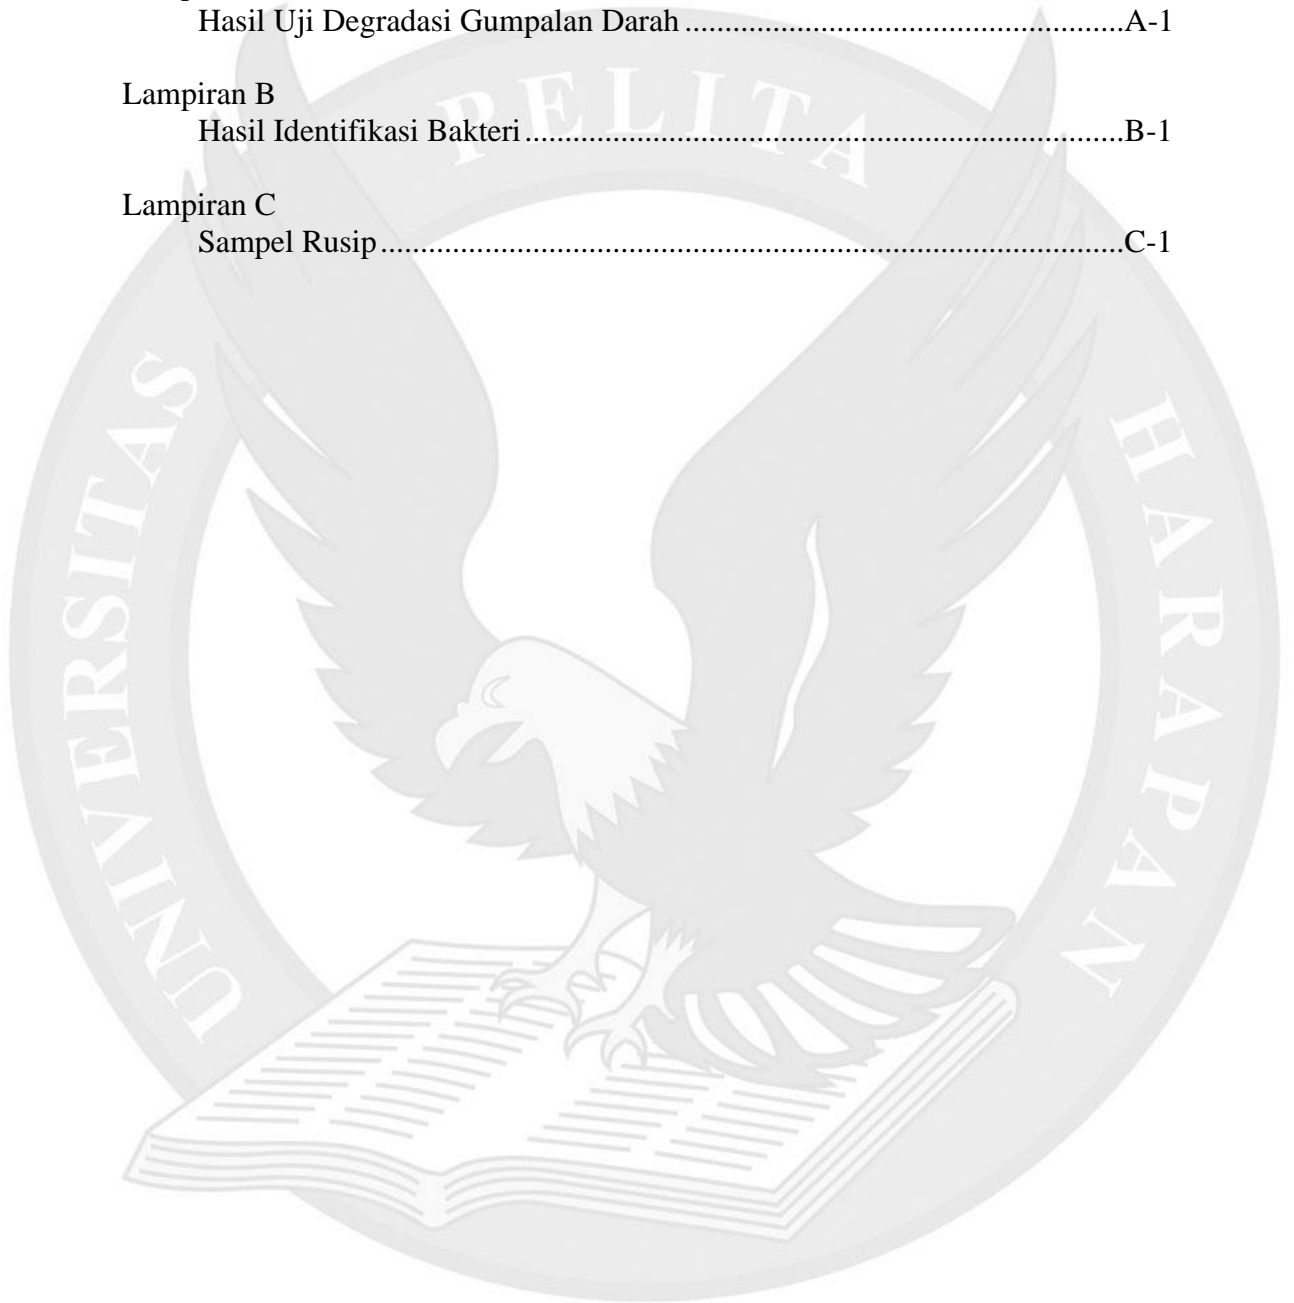 Hasil Uji Degradasi Gumpalan Darah.......................................................A-1
Lampiran B
Hasil Identifikasi Bakteri...........................................................................B-1
Lampiran C
Sampel Rusip.............................................................................................C-1
UNIVERSITAS PELITA HARAPAN